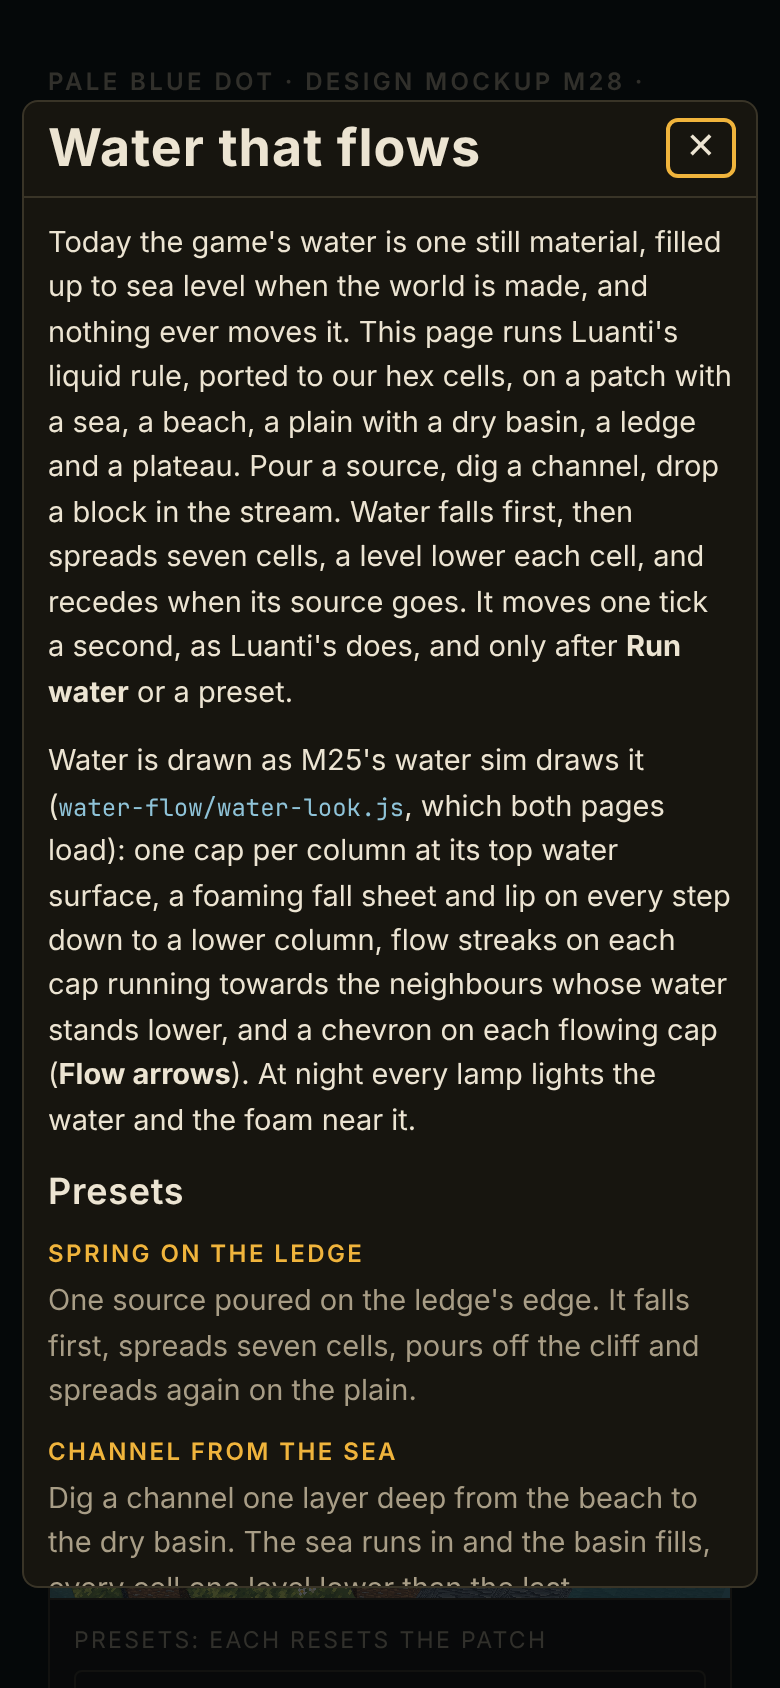 PALE BLUE DOT · DESIGN MOCKUP M28 ·
Water that flows
Today the game's water is one still material, filled
up to sea level when the world is made, and
nothing ever moves it. This page runs Luanti's
liquid rule, ported to our hex cells, on a patch with
a sea, a beach, a plain with a dry basin, a ledge
and a plateau. Pour a source, dig a channel, drop
a block in the stream. Water falls first, then
spreads seven cells, a level lower each cell, and
recedes when its source goes. It moves one tick
a second, as Luanti's does, and only after Run
water or a preset.
Water is drawn as M25's water sim draws it
(water-flow/water-look.js, which both pages
load): one cap per column at its top water
surface, a foaming fall sheet and lip on every step
down to a lower column, flow streaks on each
cap running towards the neighbours whose water
stands lower, and a chevron on each flowing cap
(Flow arrows). At night every lamp lights the
water and the foam near it.
Presets
SPRING ON THE LEDGE
One source poured on the ledge's edge. It falls
first, spreads seven cells, pours off the cliff and
spreads again on the plain.
CHANNEL FROM THE SEA
Dig a channel one layer deep from the beach to
the dry basin. The sea runs in and the basin fills,
every cell one level lower than the last
PRESETS: EACH RESETS THE PATCH